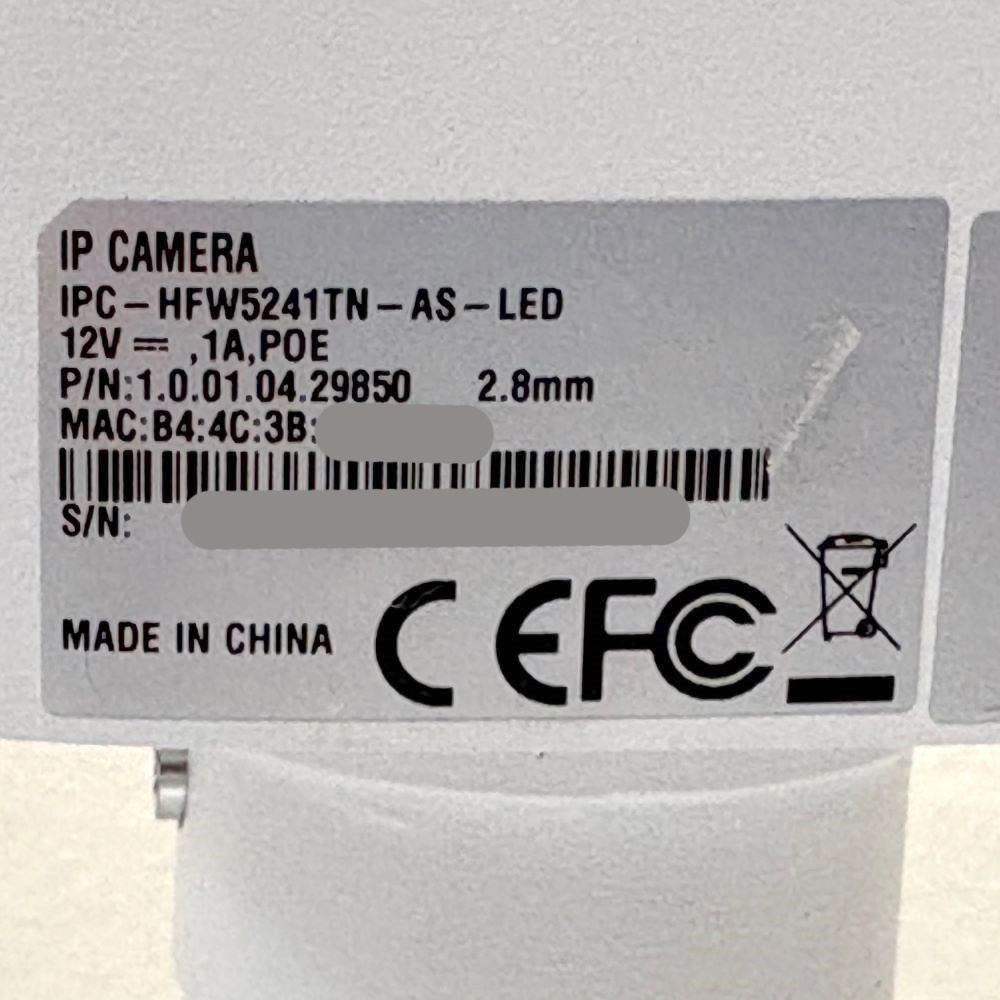 IP CAMERA
IPC-HFW5241TN-AS-LED
12V ⎓ ,1A,POE
P/N:1.0.01.04.29850 2.8mm
MAC:B4:4C:3B:
S/N:
MADE IN CHINA CE FC